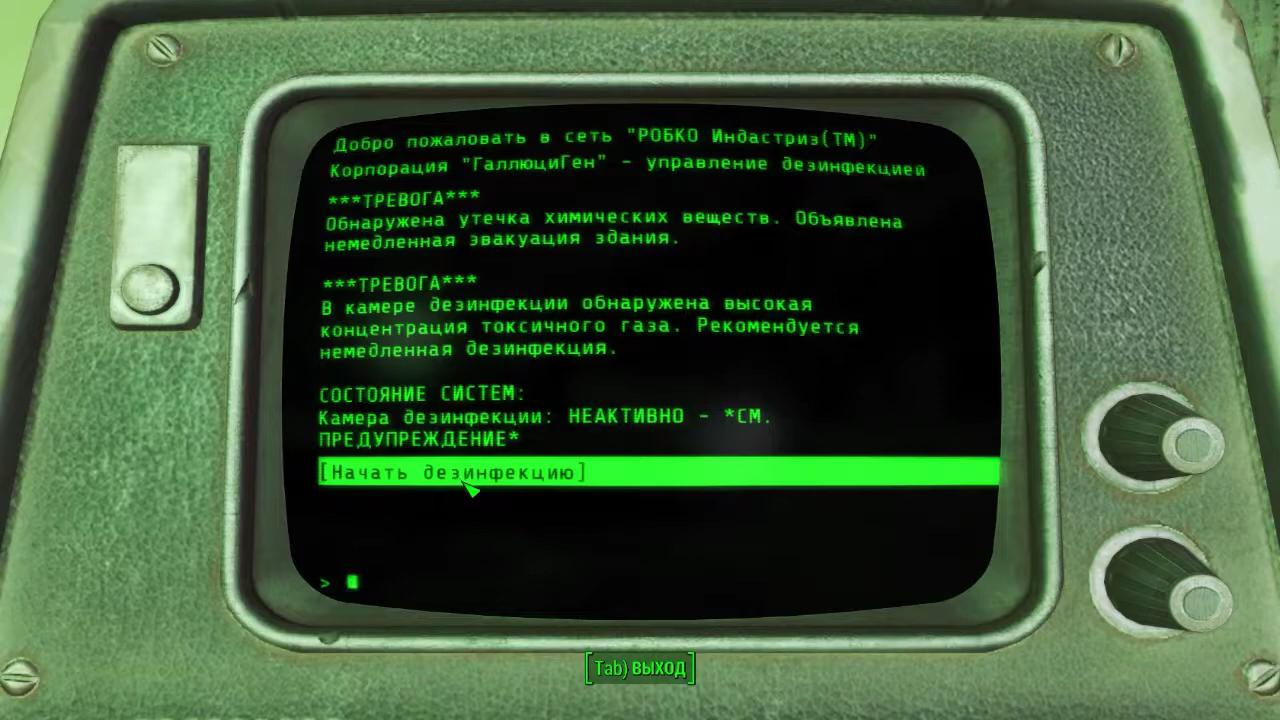 Добро пожаловать в сеть "РОБКО Индастриз(ТМ)"
Корпорация "ГаллюциГен" - управление дезинфекцией
***ТРЕВОГА***
Обнаружена утечка химических веществ. Объявлена
немедленная эвакуация здания.
***ТРЕВОГА***
В камере дезинфекции обнаружена высокая
концентрация токсичного газа. Рекомендуется
немедленная дезинфекция.
СОСТОЯНИЕ СИСТЕМ:
Камера дезинфекции: НЕАКТИВНО - *СМ.
ПРЕДУПРЕЖДЕНИЕ*
[Начать дезинфекцию]
>
[Tab) ВЫХОД]